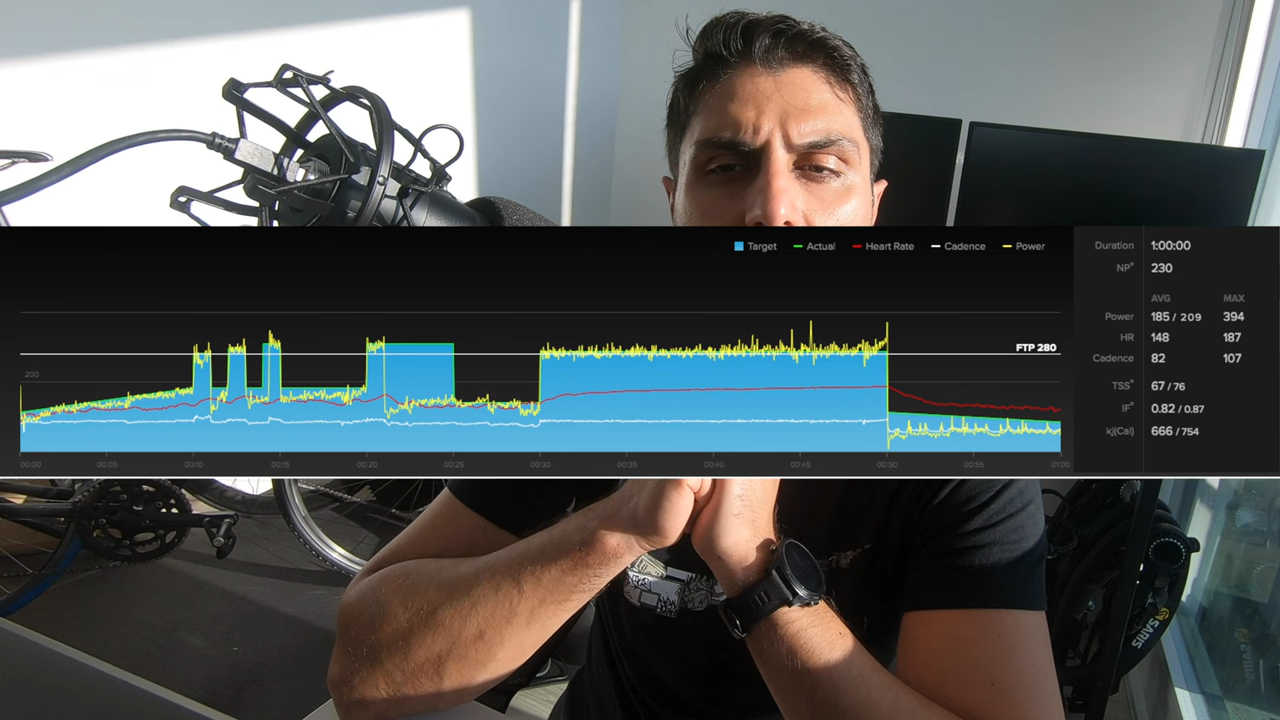 Target Actual Heart Rate Cadence Power
Duration 1:00:00
NP® 230
AVG MAX
Power 185 / 209 394
HR 148 187
Cadence 82 107
TSS® 67 / 76
IF® 0.82 / 0.87
kj(Cal) 666 / 754
FTP 280
200
00:00 00:05 00:10 00:15 00:20 00:25 00:30 00:35 00:40 00:45 00:50 00:55 01:00
SARIS